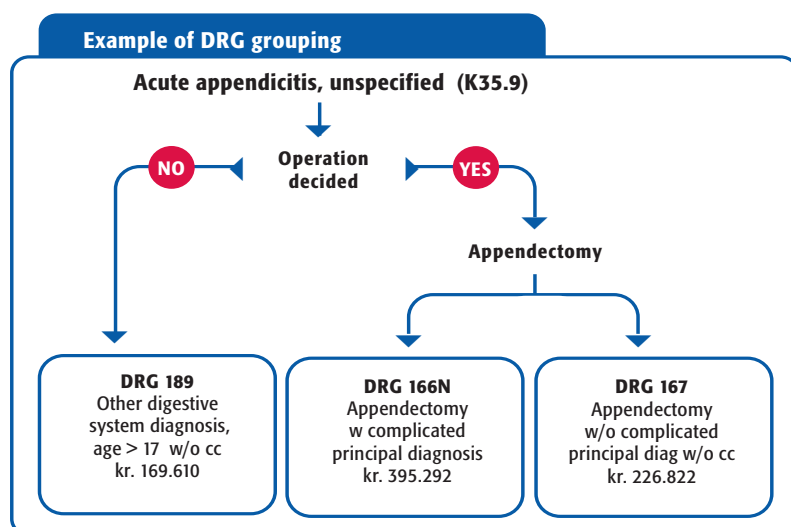 Example of DRG grouping
Acute appendicitis, unspecified (K35.9)
NO
Operation
decided
YES
Appendectomy
DRG 189
Other digestive
system diagnosis,
age > 17 w/o cc
kr. 169.610
DRG 166N
Appendectomy
w complicated
principal diagnosis
kr. 395.292
DRG 167
Appendectomy
w/o complicated
principal diag w/o cc
kr. 226.822